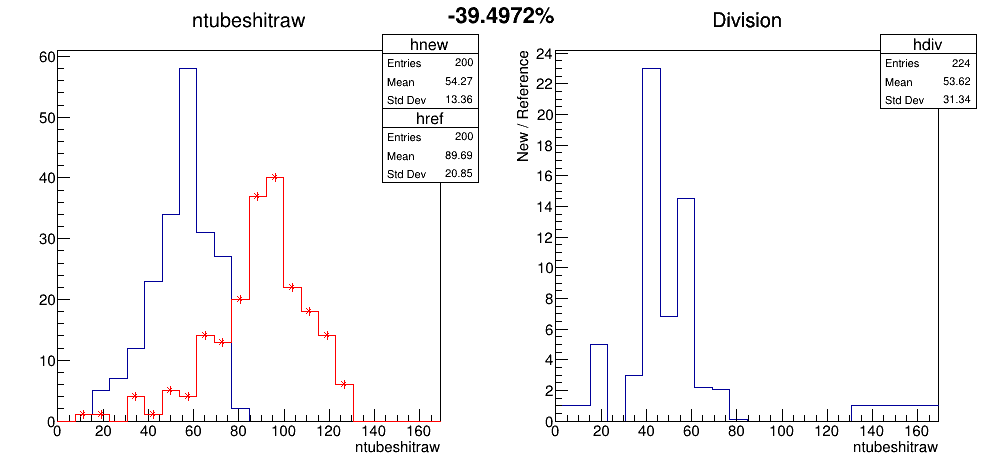 -39.4972%
ntubeshitraw
hnew
Entries 200
Mean 54.27
Std Dev 13.36
href
Entries 200
Mean 89.69
Std Dev 20.85
60
50
40
30
20
10
0
0 20 40 60 80 100 120 140 160
ntubeshitraw
Division
hdiv
Entries 224
Mean 53.62
Std Dev 31.34
New / Reference
24
22
20
18
16
14
12
10
8
6
4
2
0
0 20 40 60 80 100 120 140 160
ntubeshitraw